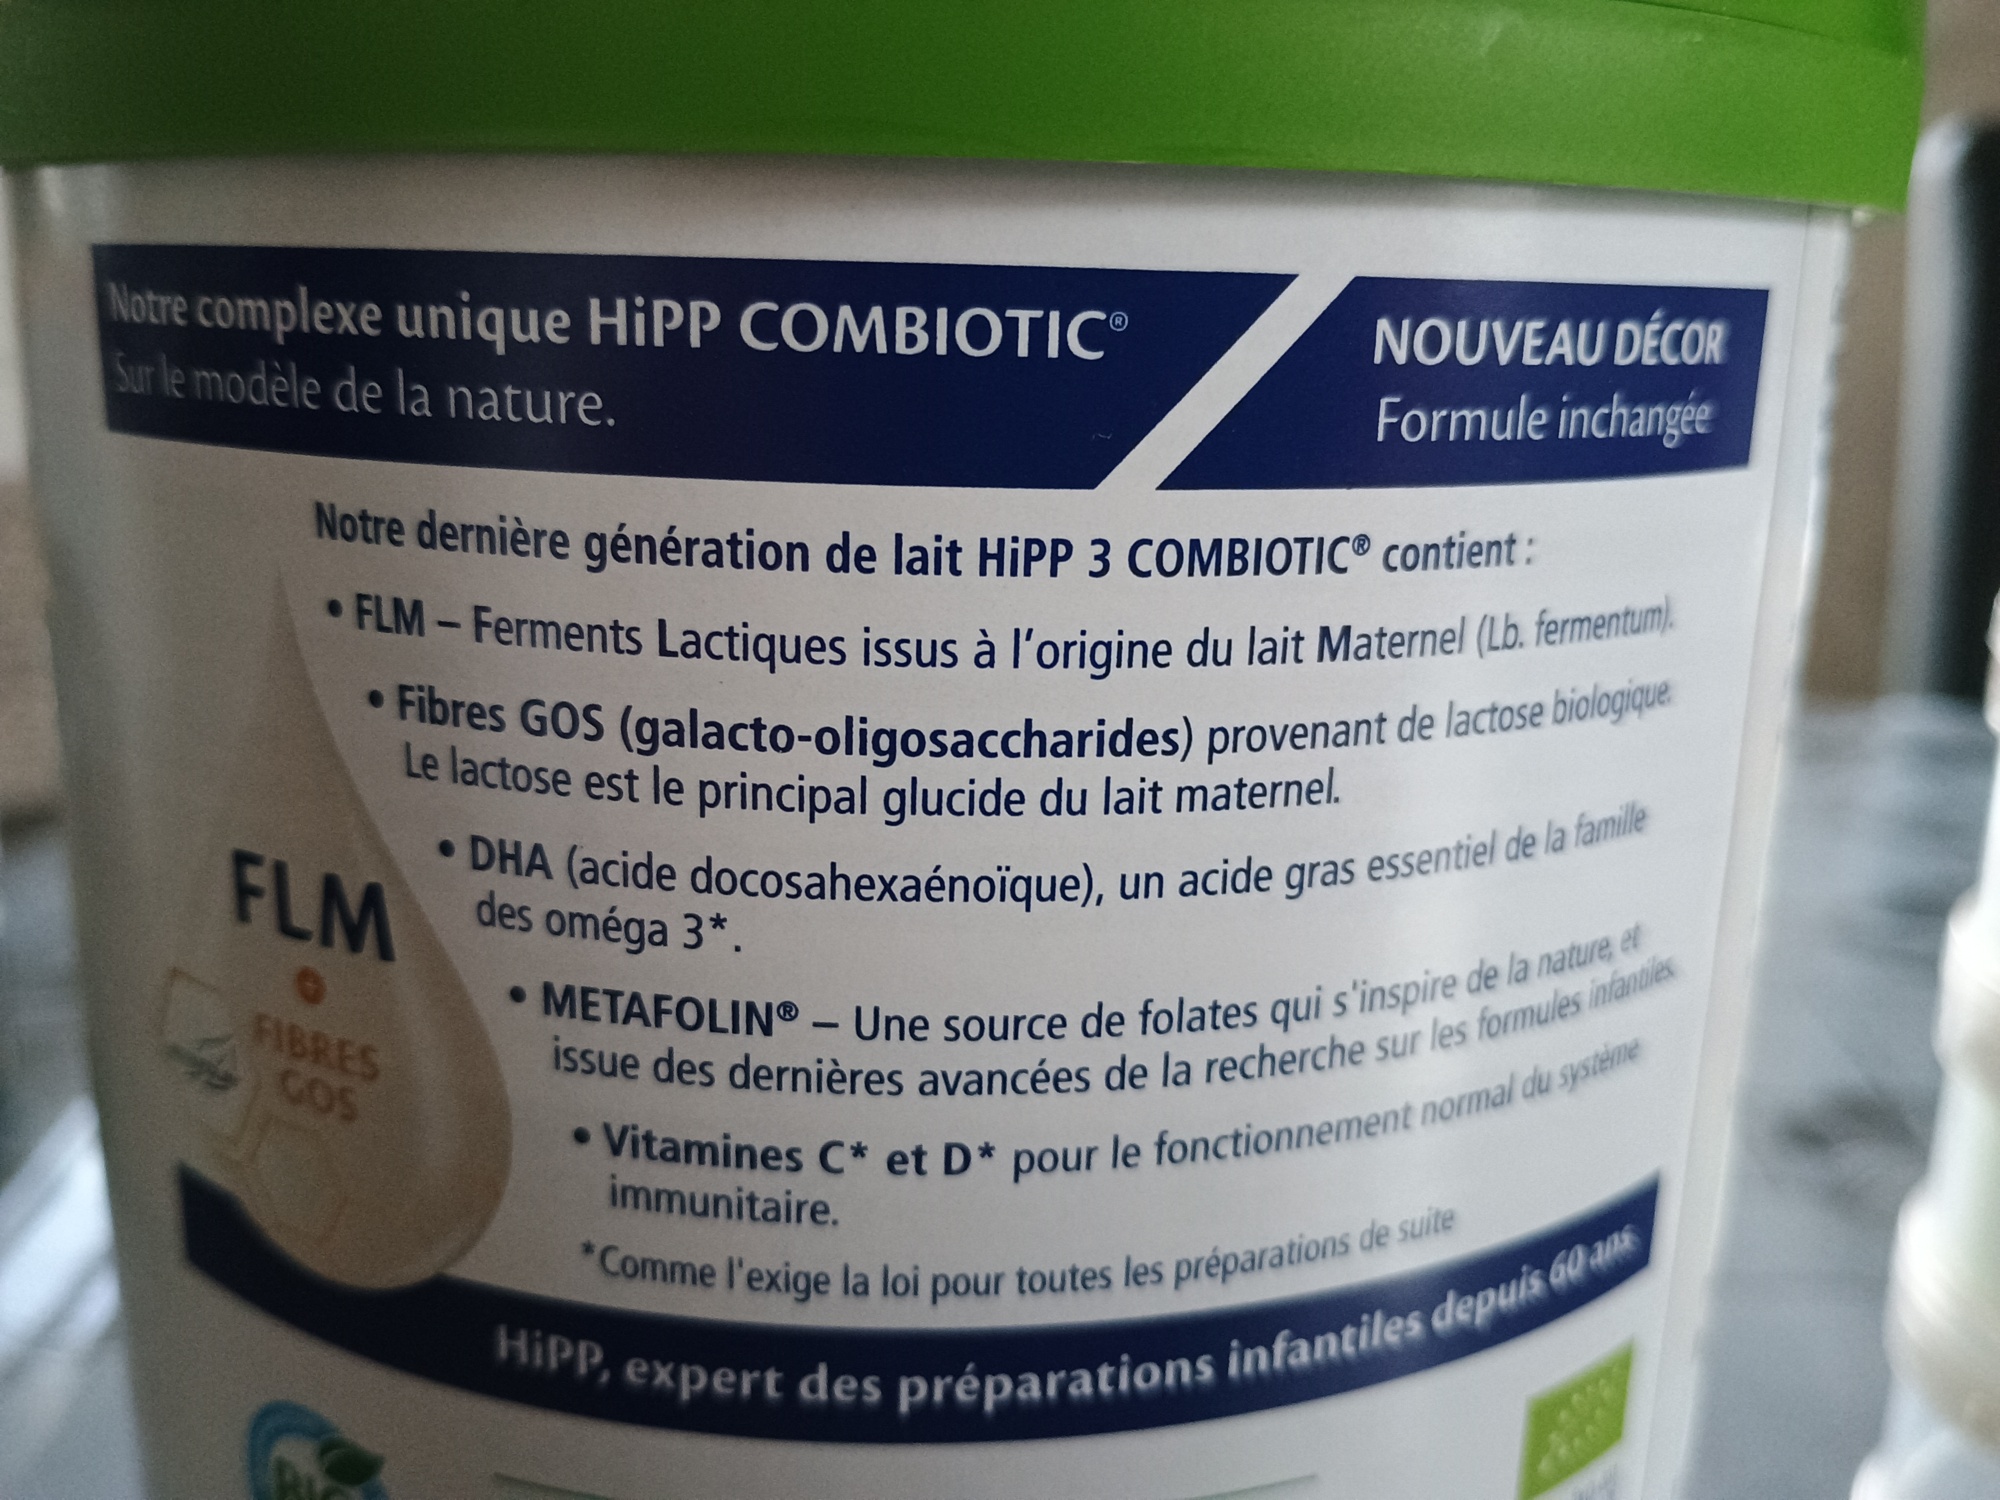 Notre complexe unique HiPP COMBIOTIC®
Sur le modèle de la nature.
NOUVEAU DÉCOR
Formule inchangée
Notre dernière génération de lait HiPP 3 COMBIOTIC® contient :
• FLM – Ferments Lactiques issus à l'origine du lait Maternel (Lb. fermentum).
• Fibres GOS (galacto-oligosaccharides) provenant de lactose biologique.
Le lactose est le principal glucide du lait maternel.
• DHA (acide docosahexaénoïque), un acide gras essentiel de la famille
des oméga 3*.
• METAFOLIN® – Une source de folates qui s'inspire de la nature, et
issue des dernières avancées de la recherche sur les formules infantiles.
• Vitamines C* et D* pour le fonctionnement normal du système
immunitaire.
*Comme l'exige la loi pour toutes les préparations de suite
FLM
+
FIBRES
GOS
HiPP, expert des préparations infantiles depuis 60 ans
BIO